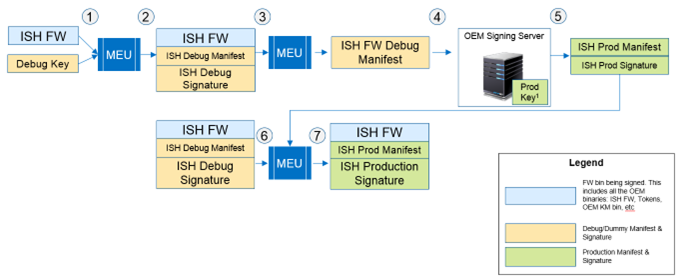 1
2
3
4
5
ISH FW
Debug Key
MEU
ISH FW
ISH Debug Manifest
ISH Debug
Signature
MEU
ISH FW Debug
Manifest
OEM Signing Server
Prod
Key1
ISH Prod Manifest
ISH Prod Signature
ISH FW
ISH Debug Manifest
ISH Debug
Signature
6
MEU
7
ISH FW
ISH Prod Manifest
ISH Production
Signature
Legend
FW bin being signed. This
includes all the OEM
binaries: ISH FW, Tokens,
OEM KM bin, etc
Debug/Dummy Manifest &
Signature
Production Manifest &
Signature